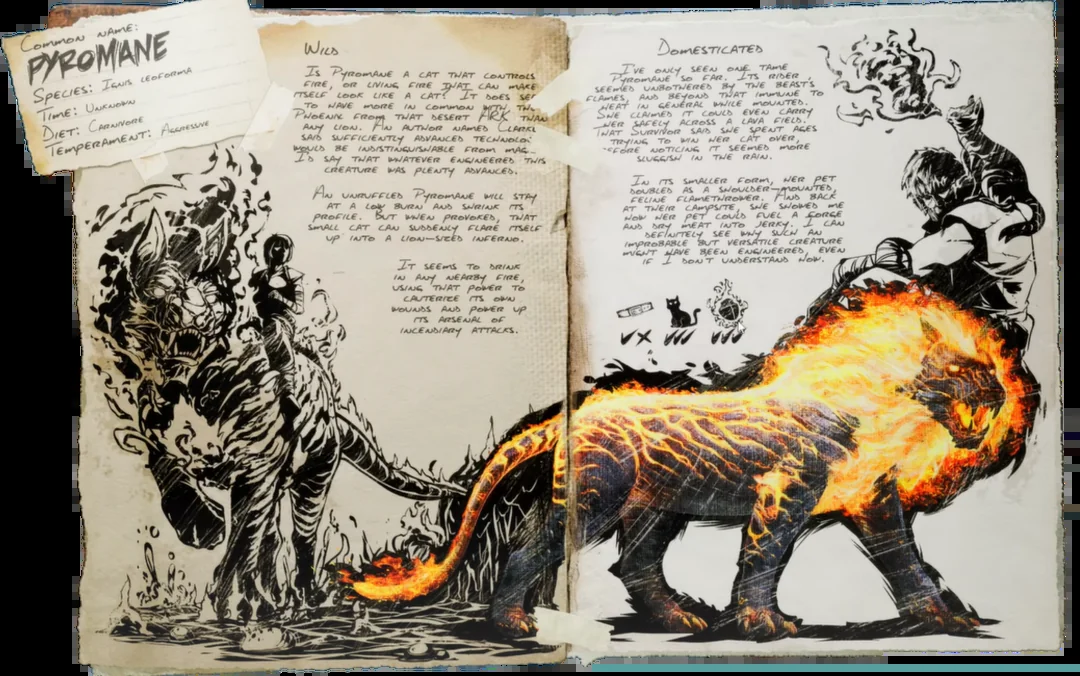 Common name:
PYROMANE
Species: Ignis leoforma
Time: Unknown
Diet: Carnivore
Temperament: Aggressive
Wild
Is Pyromane a cat that controls
fire, or living fire that can make
itself look like a cat? It does
to have more in common with
Phoenix from that desert ARK than
any lion. An author named
said sufficiently advanced
would be indistinguishable from
I'd say that whatever engineered this
creature was plenty advanced.
An unruffled Pyromane will stay
at a low burn and shrink its
profile. But when provoked, that
small cat can suddenly flare itself
up into a lion-sized inferno.
It seems to drink
in any nearby fire,
using that power to
cauterize its own
wounds and power up
its arsenal of
incendiary attacks.
Domesticated
I've only seen one tame
Pyromane so far. Its rider
seemed unbothered by the beast's
flames, and beyond that immune to
heat in general while mounted.
She claimed it could even carry
her safely across a lava field.
That Survivor said she spent ages
trying to win her cat over,
before noticing it seemed more
sluggish in the rain.
In its smaller form, her pet
doubled as a shoulder-mounted,
feline flamethrower. And back
at their campsite, she showed me
how her pet could fuel a forge
and dry meat into jerky. I can
definitely see why such an
improbable but versatile creature
might have been engineered, even
if I don't understand how.